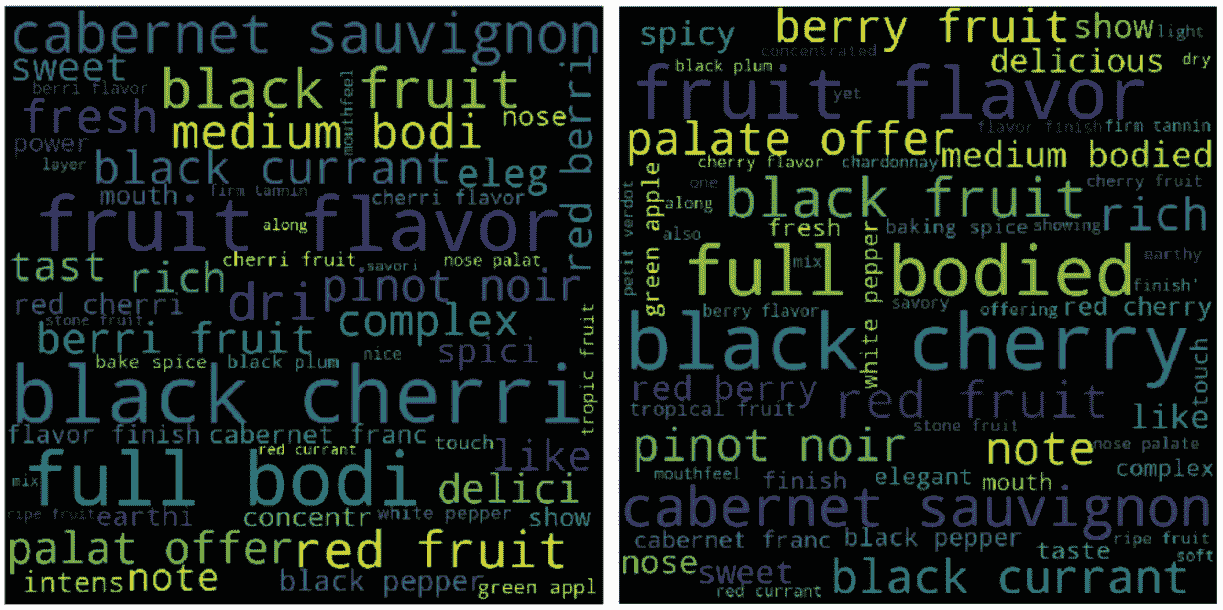 cabernet sauvignon
sweet
berri flavor
black fruit
fresh
mouthfeel
nose
medium bodi
power
red berri
layer
black currant
eleg
mouth
firm tannin
cherri flavor
fruit flavor
along
tast
rich
cherri fruit
savori
nose palat
dri
pinot noir
red cherri
stone fruit
complex
berri fruit
nice
spici
bake spice
black plum
tropic fruit
black cherri
flavor finish
cabernet franc
touch
red currant
like
mix
full bodi
delici
ripe fruit
earthi
concentr
white pepper
show
palat offer
red fruit
intens
note
black pepper
green appl
spicy
berry fruit
show
light
concentrated
delicious
dry
black plum
fruit flavor
yet
flavor finish
firm tannin
palate offer
cherry flavor
chardonnay
medium bodied
green apple
one
along
black fruit
cherry fruit
rich
petit verdot
also
fresh
baking spice
showing
full bodied
mix
white pepper
earthy
finish'
savory
offering
red cherry
berry flavor
black cherry
touch
red berry
tropical fruit
red fruit
like
stone fruit
pinot noir
note
nose palate
mouthfeel
finish
elegant
mouth
complex
cabernet sauvignon
cabernet franc
black pepper
taste
ripe fruit
soft
nose
sweet
red currant
black currant